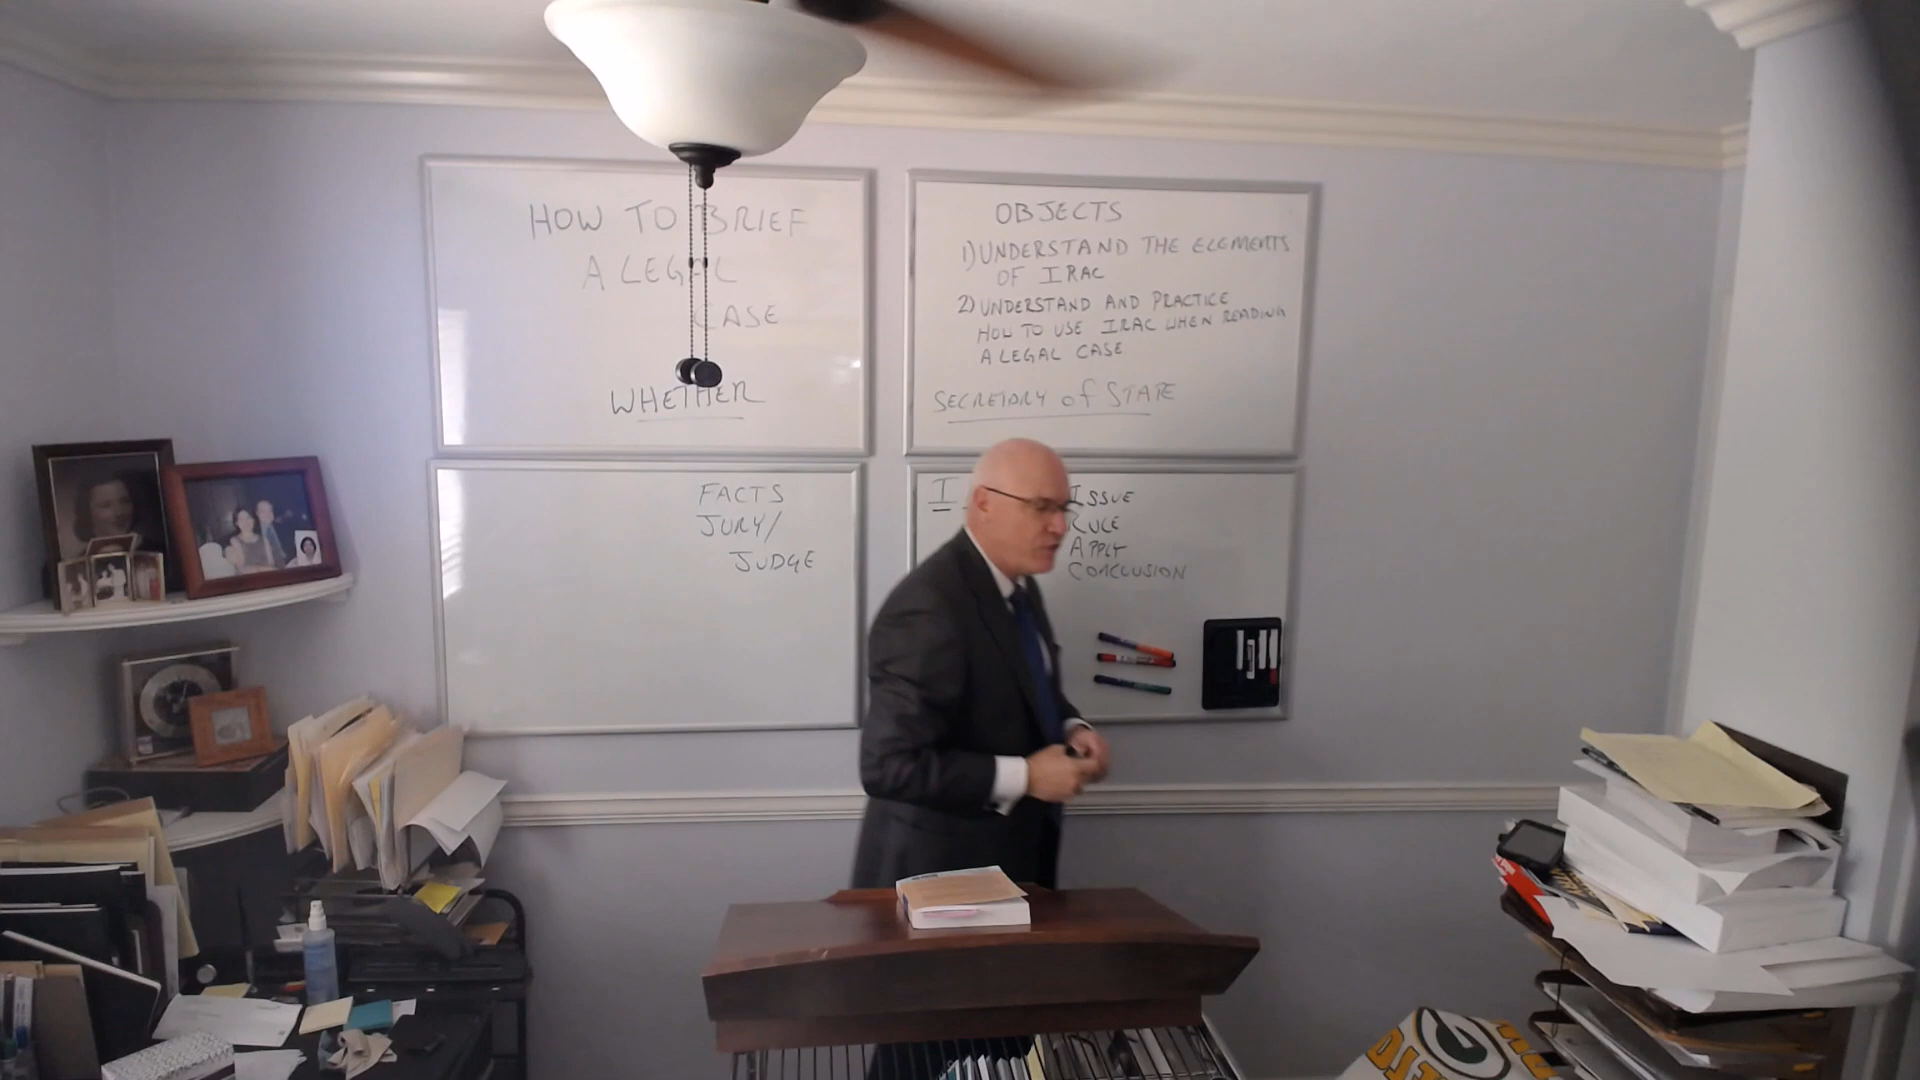 HOW TO BRIEF
A LEGAL
CASE
WHETHER
OBJECTS
1) UNDERSTAND THE ELEMENTS
OF IRAC
2) UNDERSTAND AND PRACTICE
HOW TO USE IRAC WHEN READING
A LEGAL CASE
SECRETORY of STATE
FACTS
JURY/
JUDGE
I
ISSUE
RULE
APPLY
CONCLUSION
G